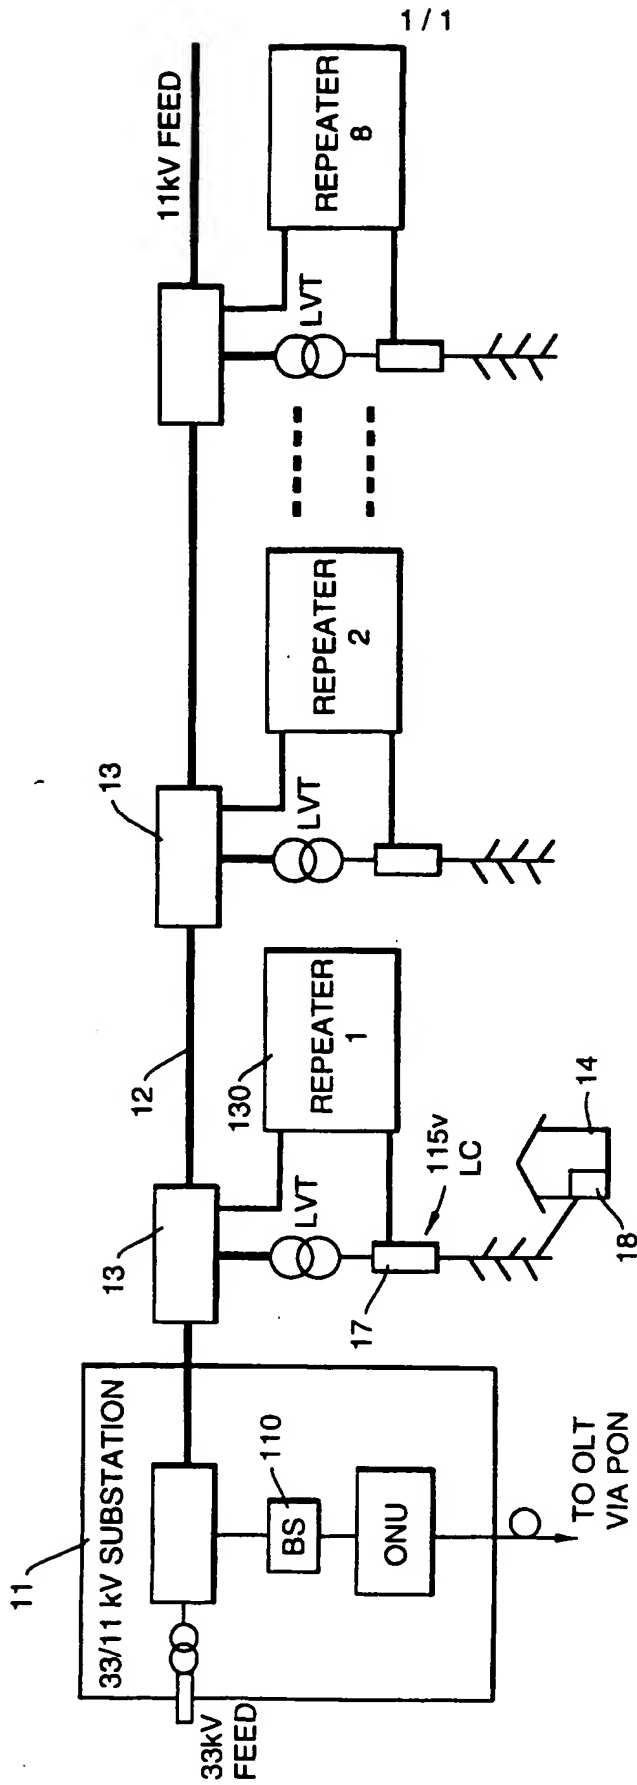 1 / 1
11
33/11 kV SUBSTATION
33kV
FEED
110
BS
ONU
TO OLT
VIA PON
13
12
13
11kV FEED
LVT
130
REPEATER
1
17
115v
LC
14
18
LVT
REPEATER
2
LVT
REPEATER
8